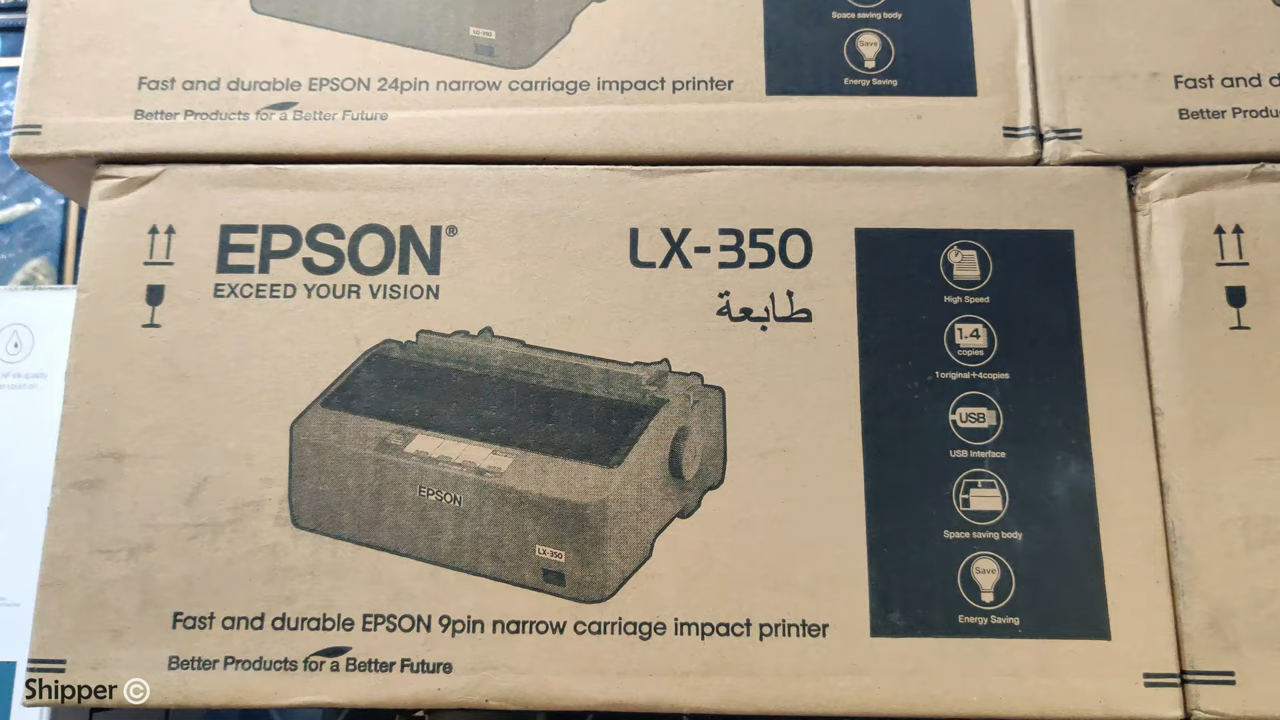 LQ-350
Space saving body
Save
Energy Saving
Fast and durable EPSON 24pin narrow carriage impact printer
Better Products for a Better Future
Fast and d
Better Produ
EPSON®
EXCEED YOUR VISION
LX-350
طابعة
High Speed
1.4
copies
1original+4copies
USB
USB Interface
Space saving body
Save
Energy Saving
EPSON
LX-350
Fast and durable EPSON 9pin narrow carriage impact printer
Better Products for a Better Future
Shipper ©